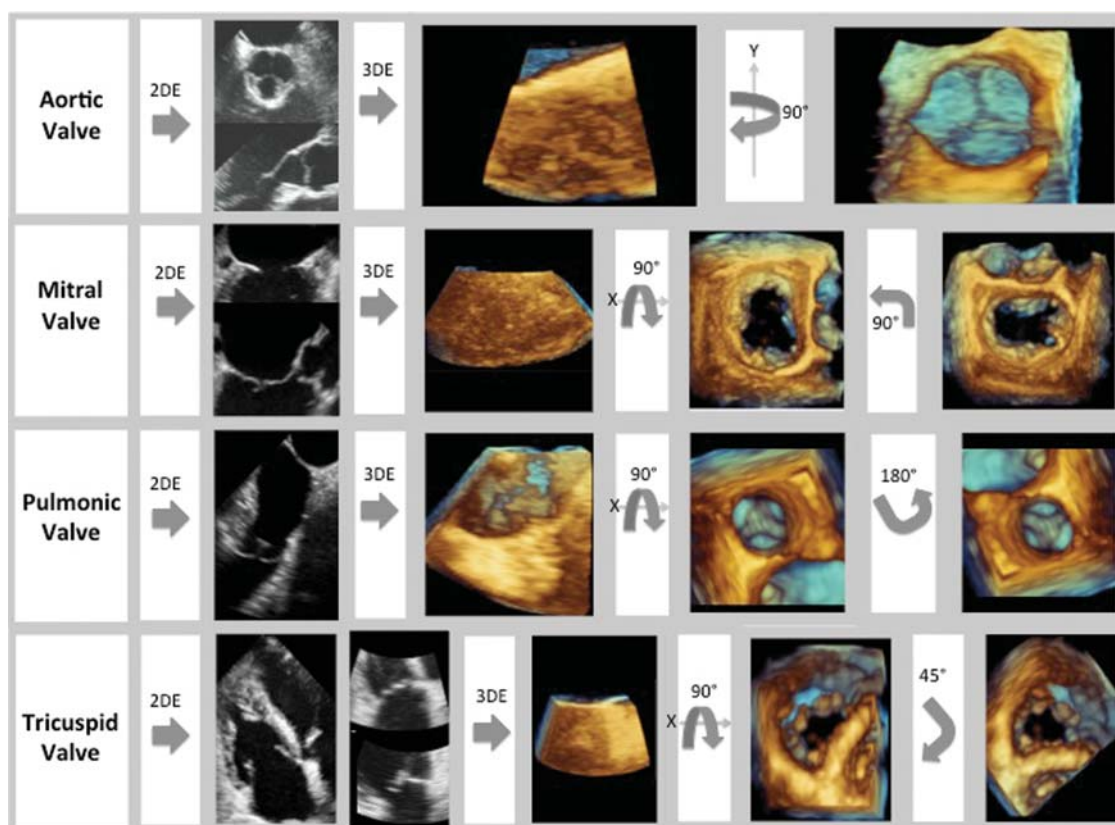 Aortic
Valve
2DE
3DE
Y
90°
Mitral
Valve
2DE
3DE
90°
X
90°
Pulmonic
Valve
2DE
3DE
90°
X
180°
Tricuspid
Valve
2DE
3DE
90°
X
45°